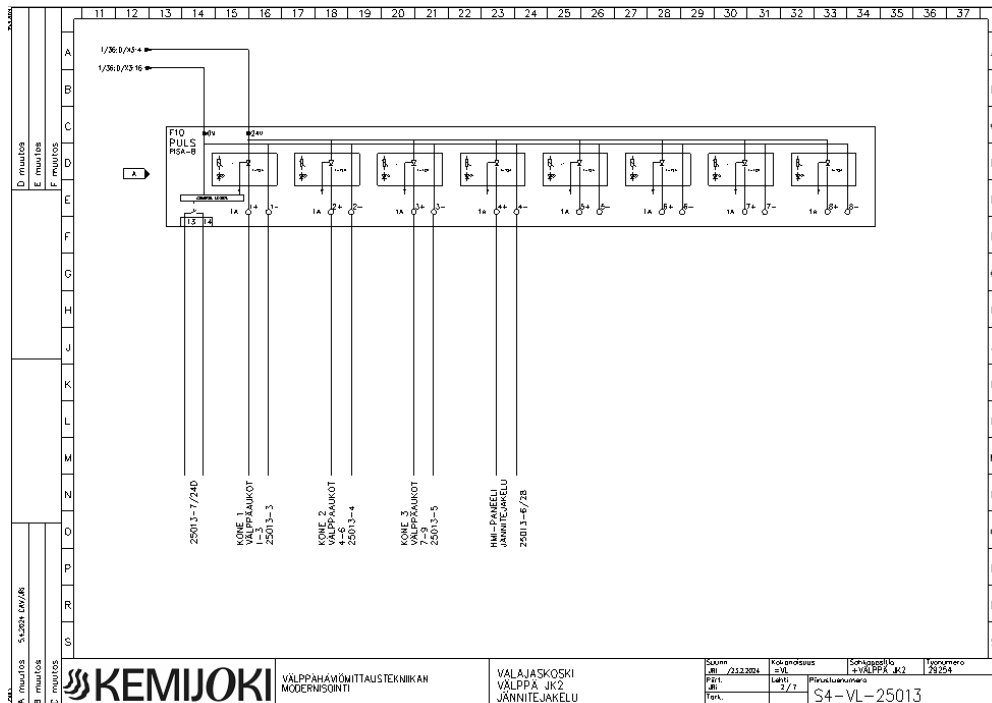 11 12 13 14 15 16 17 18 19 20 21 22 23 24 25 26 27 28 29 30 31 32 33 34 35 36 37
A
B
C
D
E
F
G
H
J
K
L
M
N
O
P
R
S
1/36:D/X3:4
1/36:D/X3:16
F10
PULS
PISA-B
0V
24V
A
13 14
1A 1+ 1-
1A 2+ 2-
1A 3+ 3-
1A 4+ 4-
1A 5+ 5-
1A 6+ 6-
1A 7+ 7-
1A 8+ 8-
25013-7/24D
KONE 1
VÄLPPÄAUKOT
1-3
25013-3
KONE 2
VÄLPPÄAUKOT
4-6
25013-4
KONE 3
VÄLPPÄAUKOT
7-9
25013-5
HMI-PANEELI
JÄNNITEJAKELU
25013-6/28
D muutos
E muutos
F muutos
A muutos
B muutos
C muutos
KEMIJOKI
VÄLPPÄHÄVIÖMITTAUSTEKNIIKAN
MODERNISOINTI
VALAJASKOSKI
VÄLPPÄ JK2
JÄNNITEJAKELU
Suunn
Piirt.
Tark.
Kokonaisuus
=VL
Lehti
2/7
+VÄLPPÄ JK2
Työnumero
29254
Piirustusnumero
S4-VL-25013